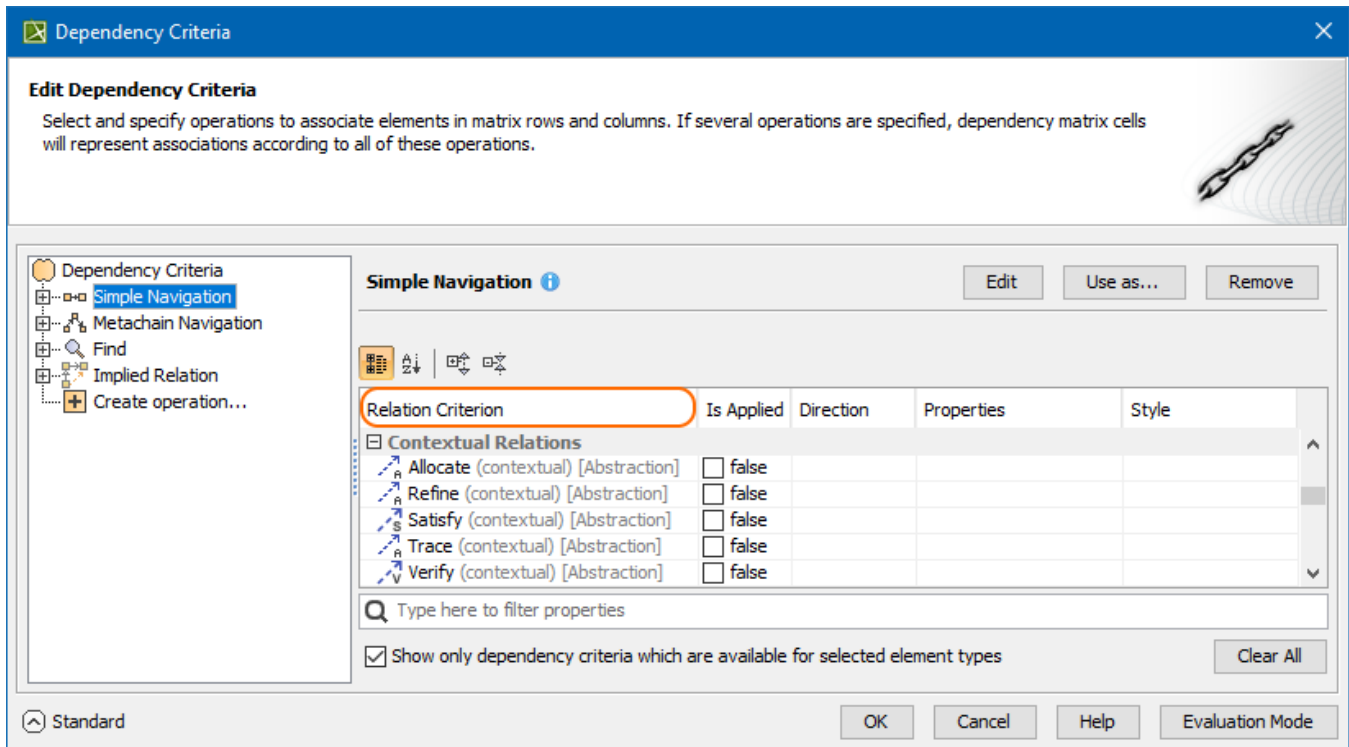 Dependency Criteria
Edit Dependency Criteria
Select and specify operations to associate elements in matrix rows and columns. If several operations are specified, dependency matrix cells
will represent associations according to all of these operations.
Dependency Criteria
Simple Navigation
Metachain Navigation
Find
Implied Relation
Create operation...
Simple Navigation
Edit Use as... Remove
Relation Criterion Is Applied Direction Properties Style
Contextual Relations
Allocate (contextual) [Abstraction] false
Refine (contextual) [Abstraction] false
Satisfy (contextual) [Abstraction] false
Trace (contextual) [Abstraction] false
Verify (contextual) [Abstraction] false
Type here to filter properties
Show only dependency criteria which are available for selected element types
Clear All
Standard
OK Cancel Help Evaluation Mode